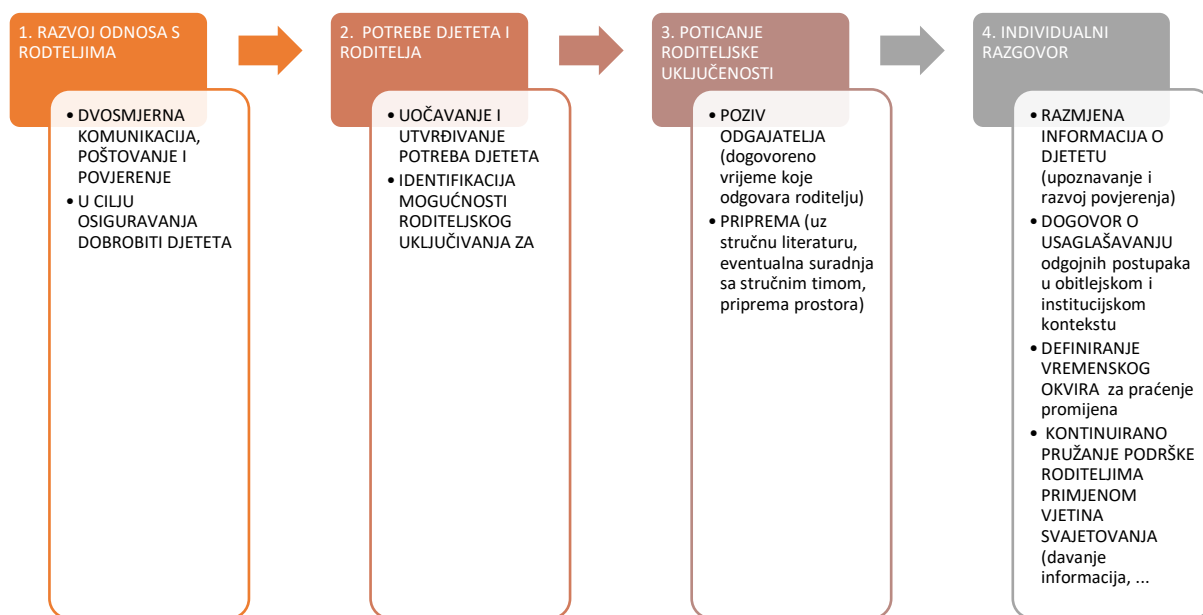 1. RAZVOJ ODNOSA S
RODTELJIMA
• DVOSMJERNA
KOMUNIKACIJA,
POŠTOVANJE I
POVJERENJE
• U CILJU
OSIGURAVANJA
DOBROBITI DJETETA
2. POTREBE DJETETA I
RODITELJA
• UOČAVANJE I
UTVRĐIVANJE
POTREBA DJETETA
• IDENTIFIKACIJA
MOGUĆNOSTI
RODITELJSKOG
UKLJUČIVANJA ZA
3. POTICANJE
RODITELJSKE
UKLJUČENOSTI
• POZIV
ODGAJATELJA
(dogovoreno
vrijeme koje
odgovara roditelju)
• PRIPREMA (uz
stručnu literaturu,
eventualna suradnja
sa stručnim timom,
priprema prostora)
4. INDIVIDUALNI
RAZGOVOR
• RAZMJENA
INFORMACIJA O
DJETETU
(upoznavanje i
razvoj povjerenja)
• DOGOVOR O
USAGLAŠAVANJU
odgojnih postupaka
u obitlejskom i
institucijskom
kontekstu
• DEFINIRANJE
VREMENSKOG
OKVIRA za praćenje
promijena
• KONTINUIRANO
PRUŽANJE PODRŠKE
RODITELJIMA
PRIMJENOM
VJETINA
SVAJETOVANJA
(davanje
informacija, ...